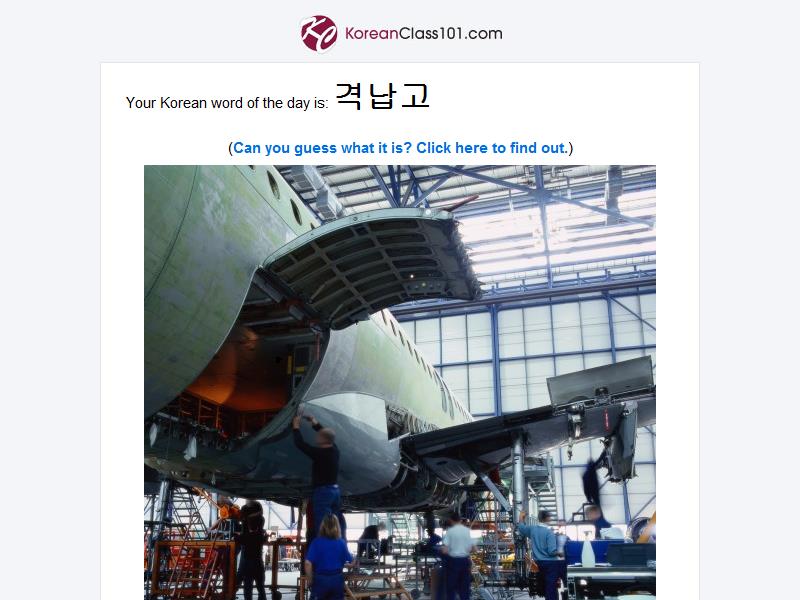 KoreanClass101.com
Your Korean word of the day is: 격납고
(Can you guess what it is? Click here to find out.)